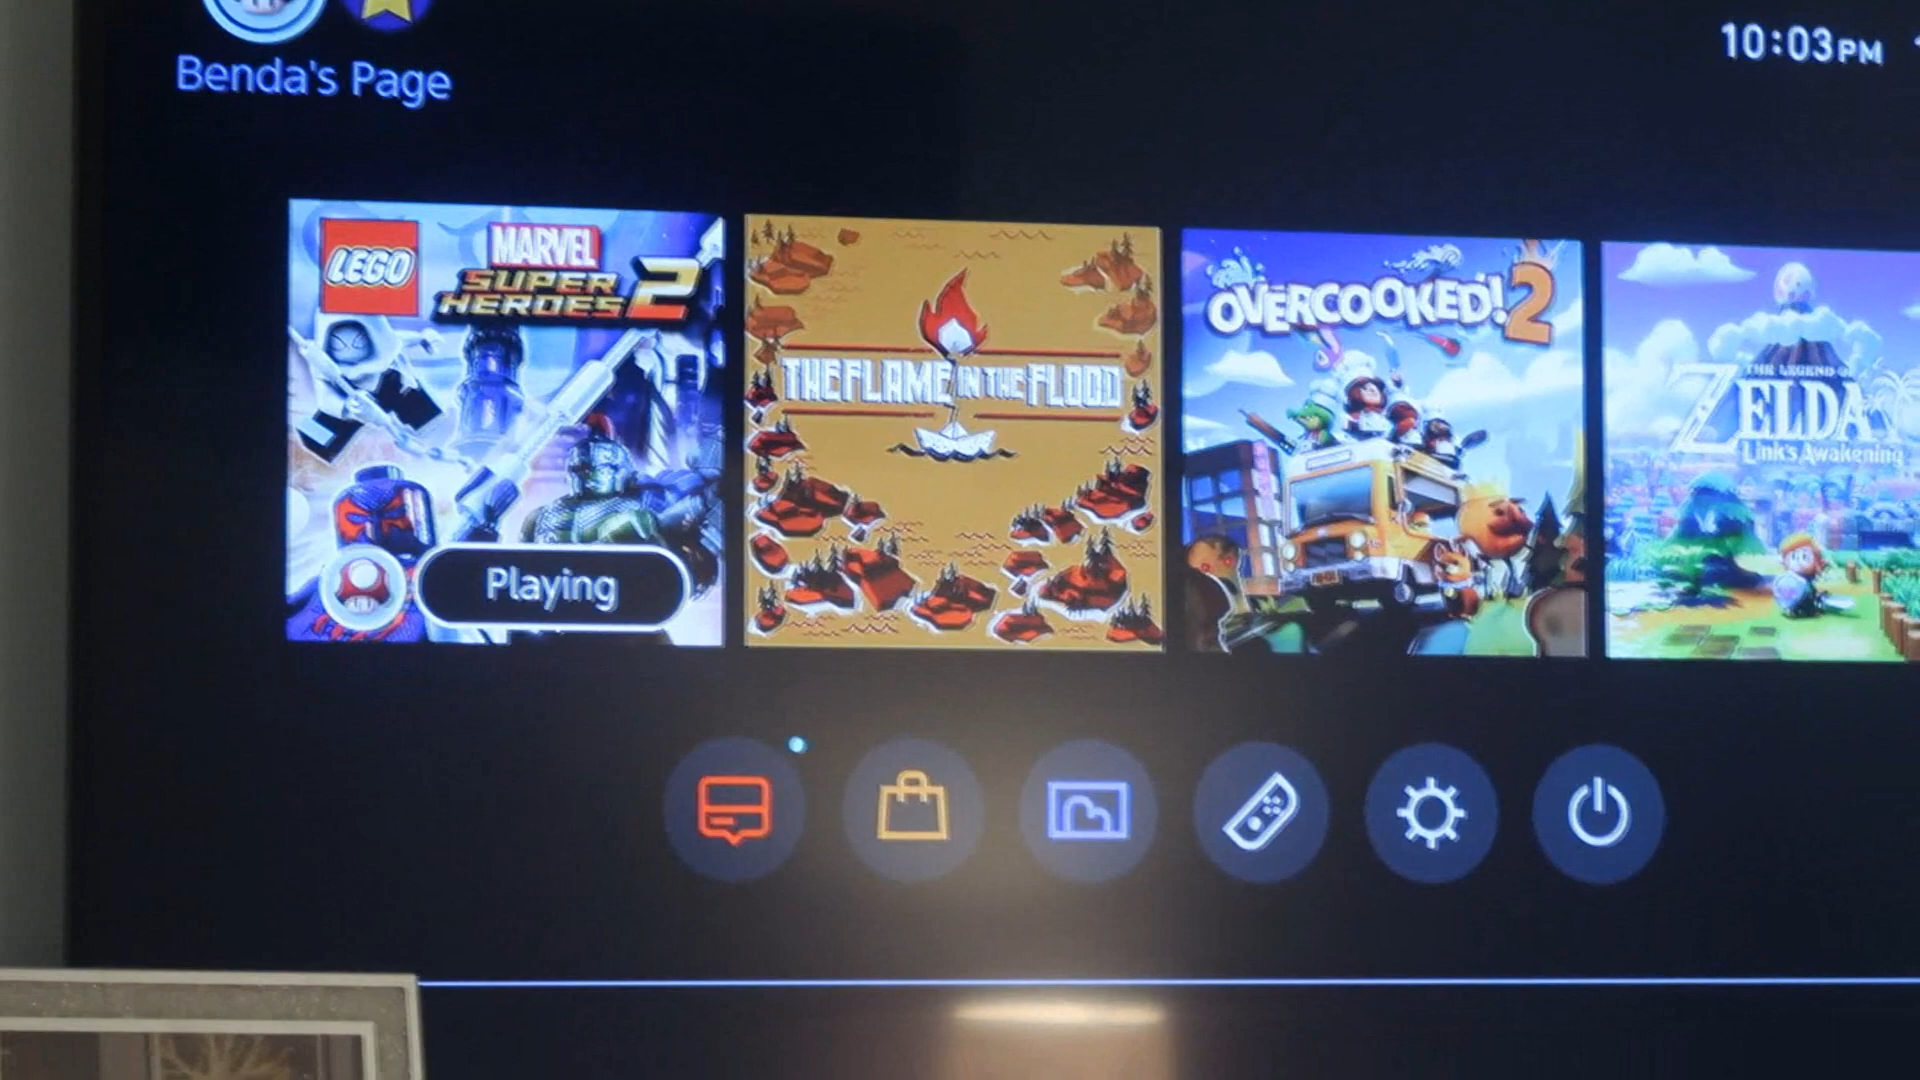 Benda's Page
10:03PM
LEGO
MARVEL
SUPER
HEROES 2
Playing
THE FLAME IN THE FLOOD
OVERCOOKED! 2
THE LEGEND OF
ZELDA
Link's Awakening